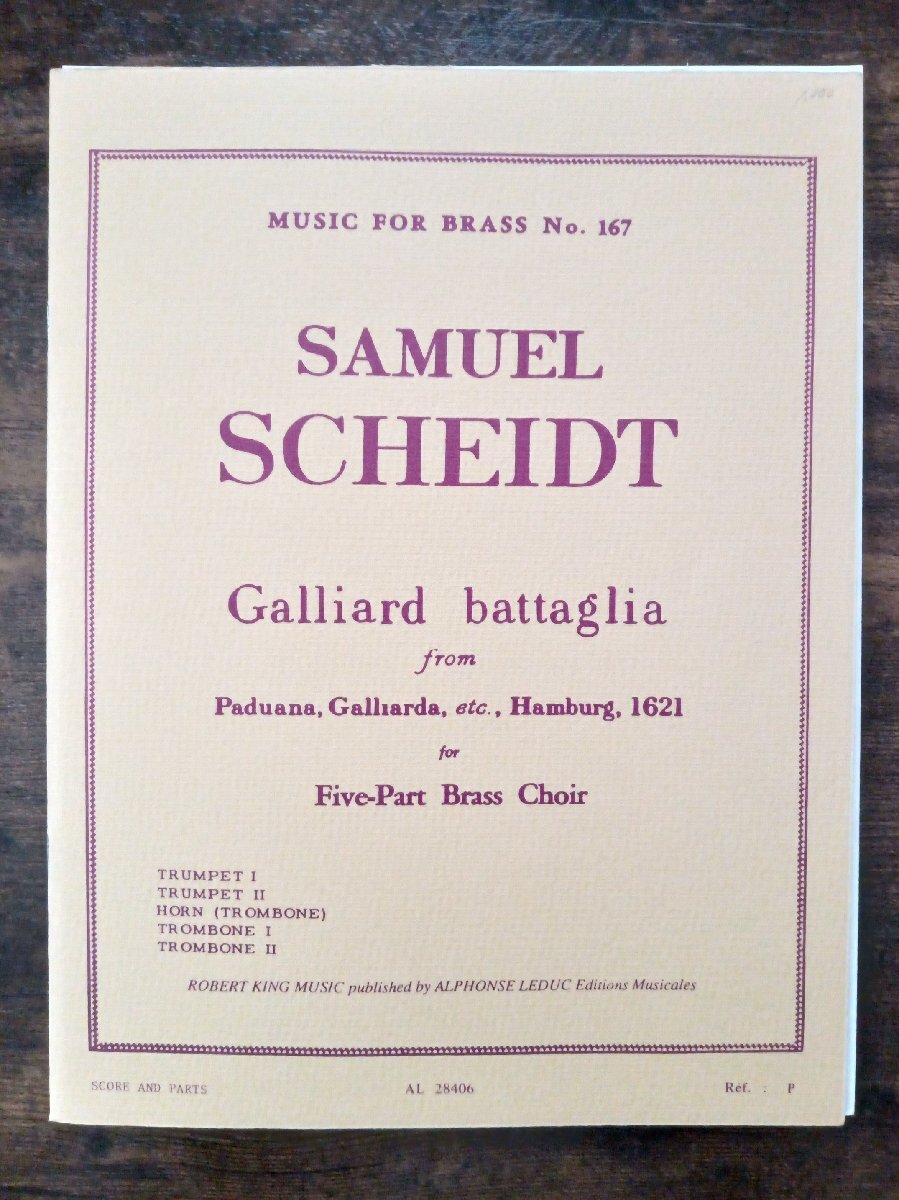 MUSIC FOR BRASS No. 167
SAMUEL
SCHEIDT
Galliard battaglia
from
Paduana, Galliarda, etc., Hamburg, 1621
for
Five-Part Brass Choir
TRUMPET I
TRUMPET II
HORN (TROMBONE)
TROMBONE I
TROMBONE II
ROBERT KING MUSIC published by ALPHONSE LEDUC Editions Musicales
SCORE AND PARTS
AL 28406
Ref. : P